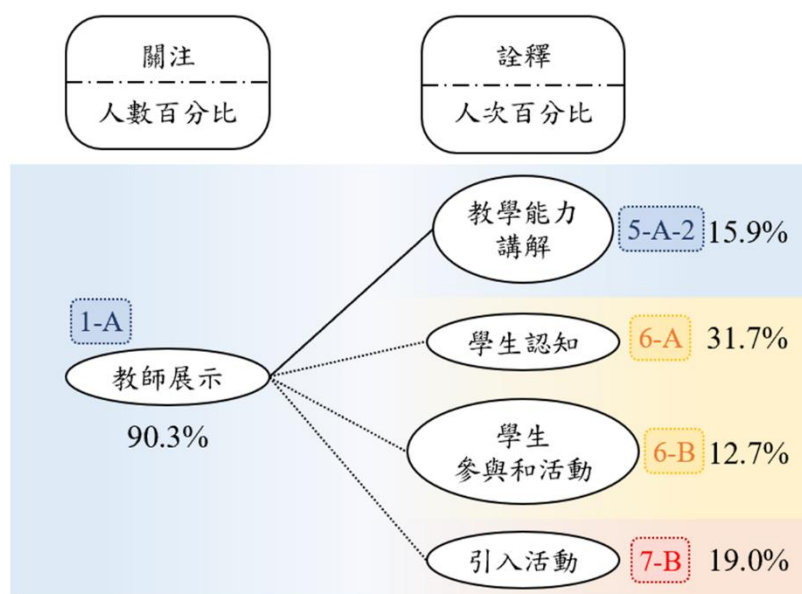 關注
人數百分比
詮釋
人次百分比
教學能力
講解
5-A-2
15.9%
1-A
教師展示
90.3%
學生認知
6-A
31.7%
學生
參與和活動
6-B
12.7%
引入活動
7-B
19.0%